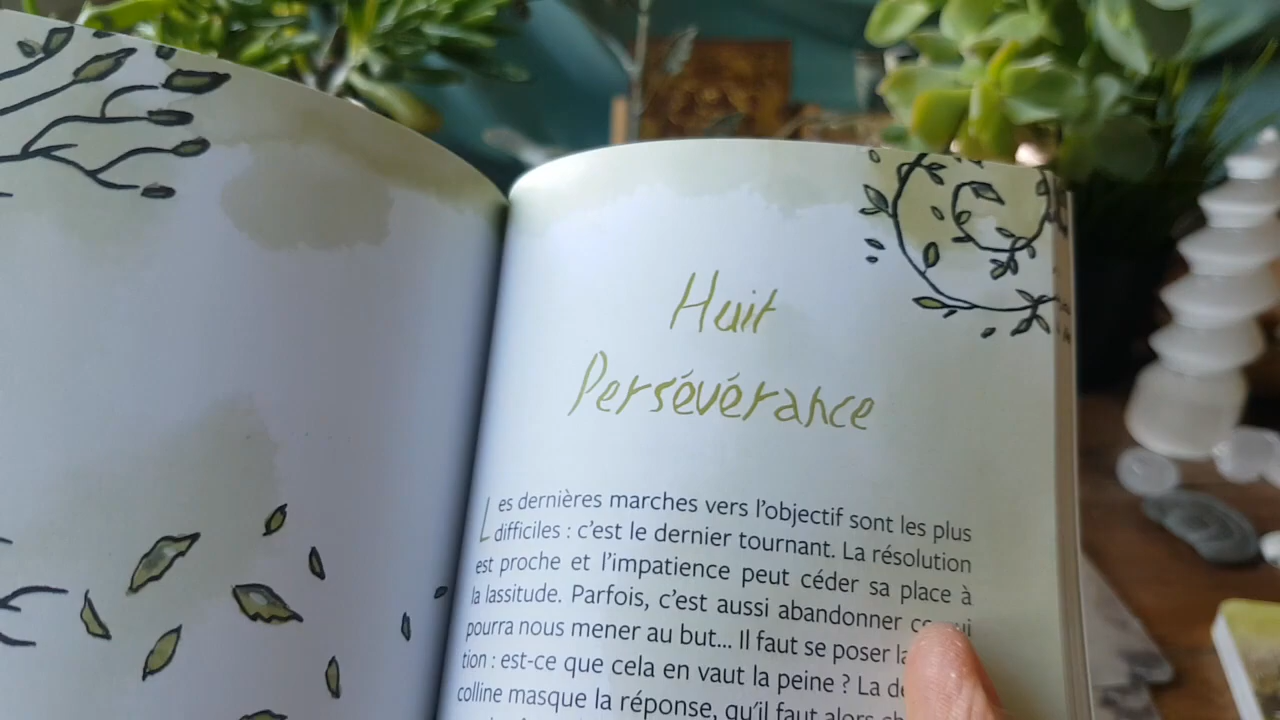 Huit
Persévérance
Les dernières marches vers l'objectif sont les plus
difficiles : c'est le dernier tournant. La résolution
est proche et l'impatience peut céder sa place à
la lassitude. Parfois, c'est aussi abandonner
pourra nous mener au but... Il faut se poser
tion : est-ce que cela en vaut la peine ? La
colline masque la réponse, qu'il faut alors